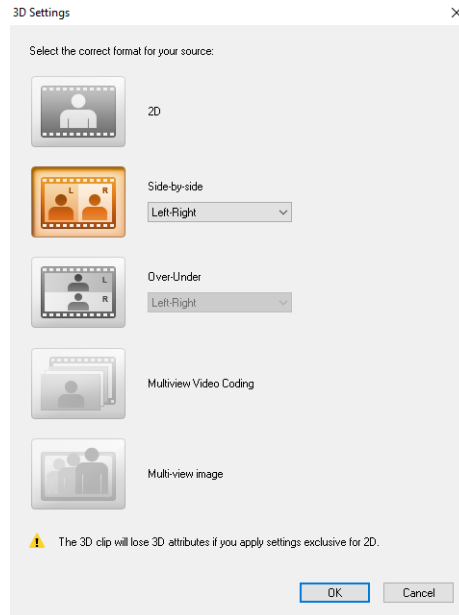 3D Settings
Select the correct format for your source:
2D
L R
Side-by-side
Left-Right
L
R
Over-Under
Left-Right
Multiview Video Coding
Multi-view image
The 3D clip will lose 3D attributes if you apply settings exclusive for 2D.
OK Cancel